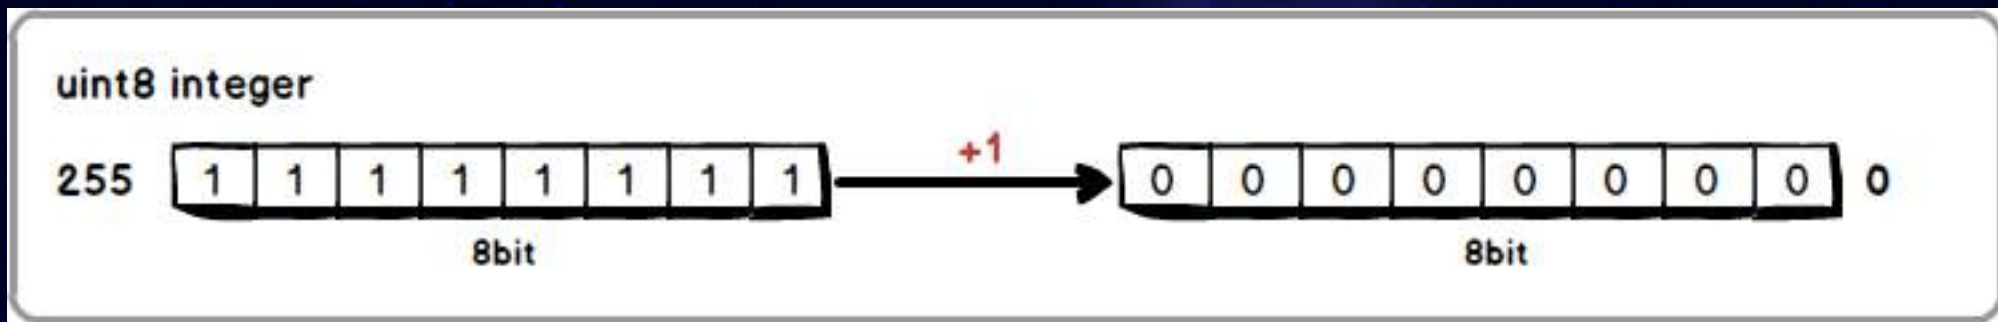 uint8 integer
+1
255 1 1 1 1 1 1 1 1 0 0 0 0 0 0 0 0 0
8bit 8bit